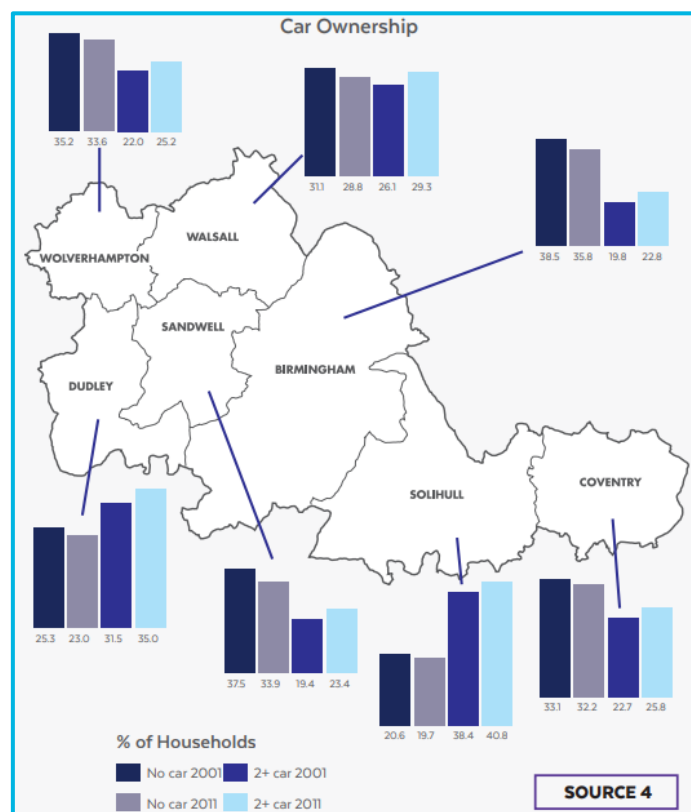 Car Ownership
35.2 33.6 22.0 25.2
31.1 28.8 26.1 29.3
38.5 35.8 19.8 22.8
WALSALL
WOLVERHAMPTON
SANDWELL
BIRMINGHAM
DUDLEY
SOLIHULL
COVENTRY
25.3 23.0 31.5 35.0
37.5 33.9 19.4 23.4
20.6 19.7 38.4 40.8
33.1 32.2 22.7 25.8
% of Households
No car 2001 2+ car 2001
No car 2011 2+ car 2011
SOURCE 4